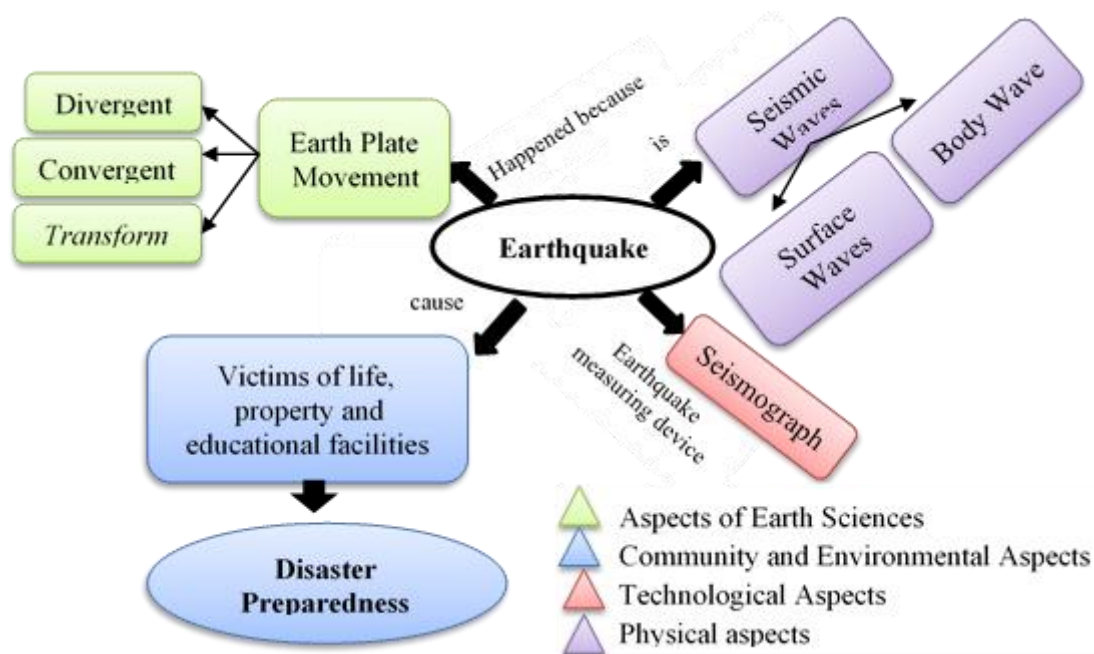 Divergent
Convergent
Transform
Earth Plate
Movement
Happened because
is
Seismic
Waves
Body Wave
Surface
Waves
Earthquake
cause
Earthquake
measuring device
Seismograph
Victims of life,
property and
educational facilities
Disaster
Preparedness
Aspects of Earth Sciences
Community and Environmental Aspects
Technological Aspects
Physical aspects